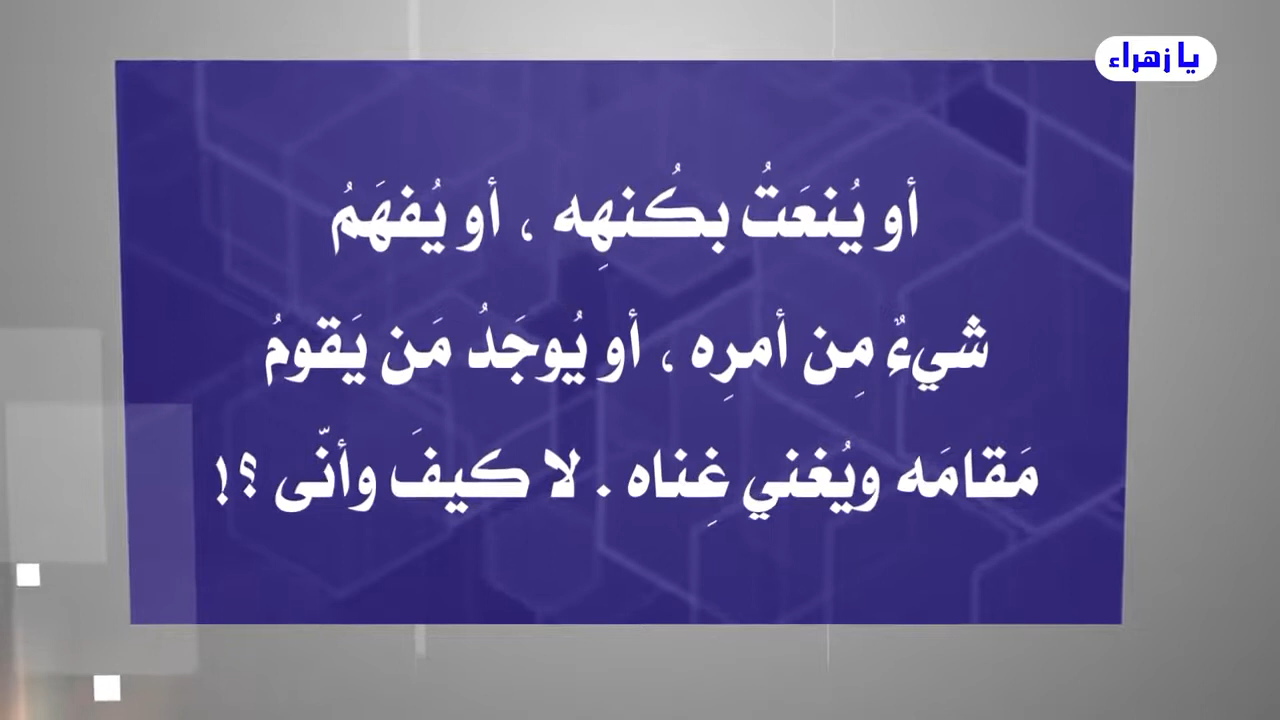 يا زهراء
أو يُنعَتُ بكُنهِه ، أو يُفهَمُ
شيءٌ مِن أمرِه ، أو يُوجَدُ مَن يَقومُ
مَقامَه ويُغني غِناه . لا كيفَ وأنّى ؟!